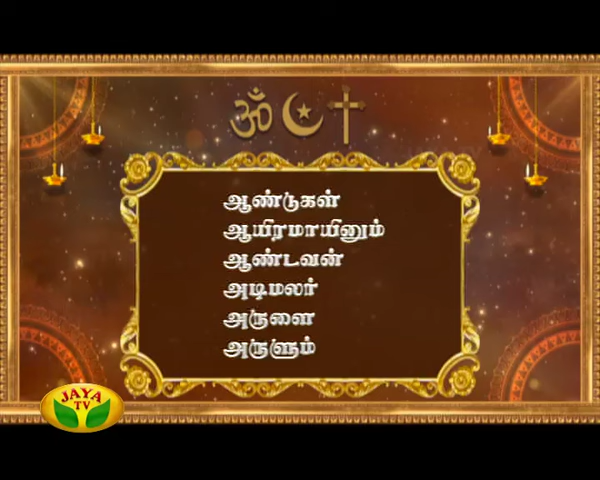 ஆண்டுகள்
ஆயிரமாயினும்
ஆண்டவன்
அடிமலர்
அருளை
அருளும்
JAYA
TV